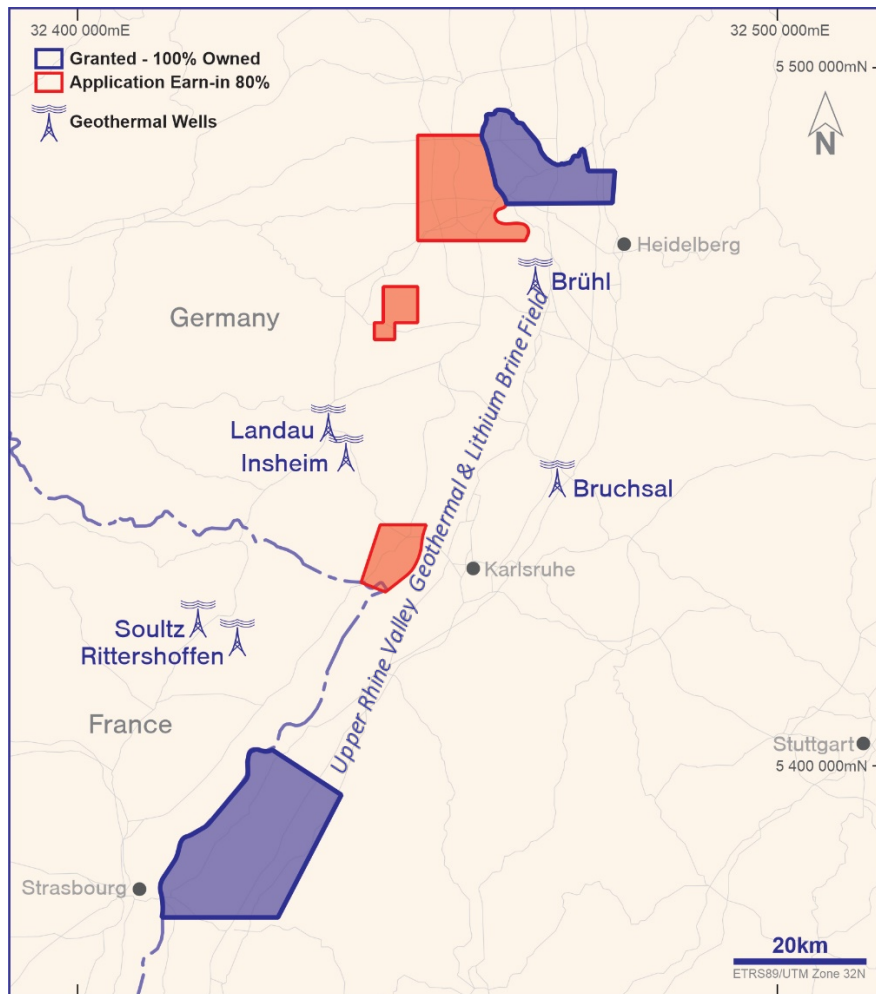 32 400 000mE
32 500 000mE
5 500 000mN
Granted - 100% Owned
Application Earn-in 80%
Geothermal Wells
N
Heidelberg
Brühl
Germany
Landau
Insheim
Bruchsal
Upper Rhine Valley Geothermal & Lithium Brine Field
Karlsruhe
Soultz
Rittershoffen
France
Stuttgart
5 400 000mN
Strasbourg
20km
ETRS89/UTM Zone 32N